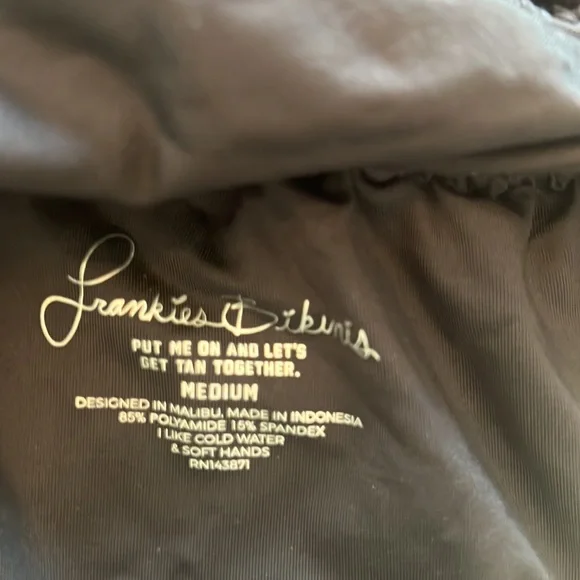 Frankies Bikinis
PUT ME ON AND LET'S
GET TAN TOGETHER.
MEDIUM
DESIGNED IN MALIBU, MADE IN INDONESIA
85% POLYAMIDE 15% SPANDEX
I LIKE COLD WATER
& SOFT HANDS
RN143871